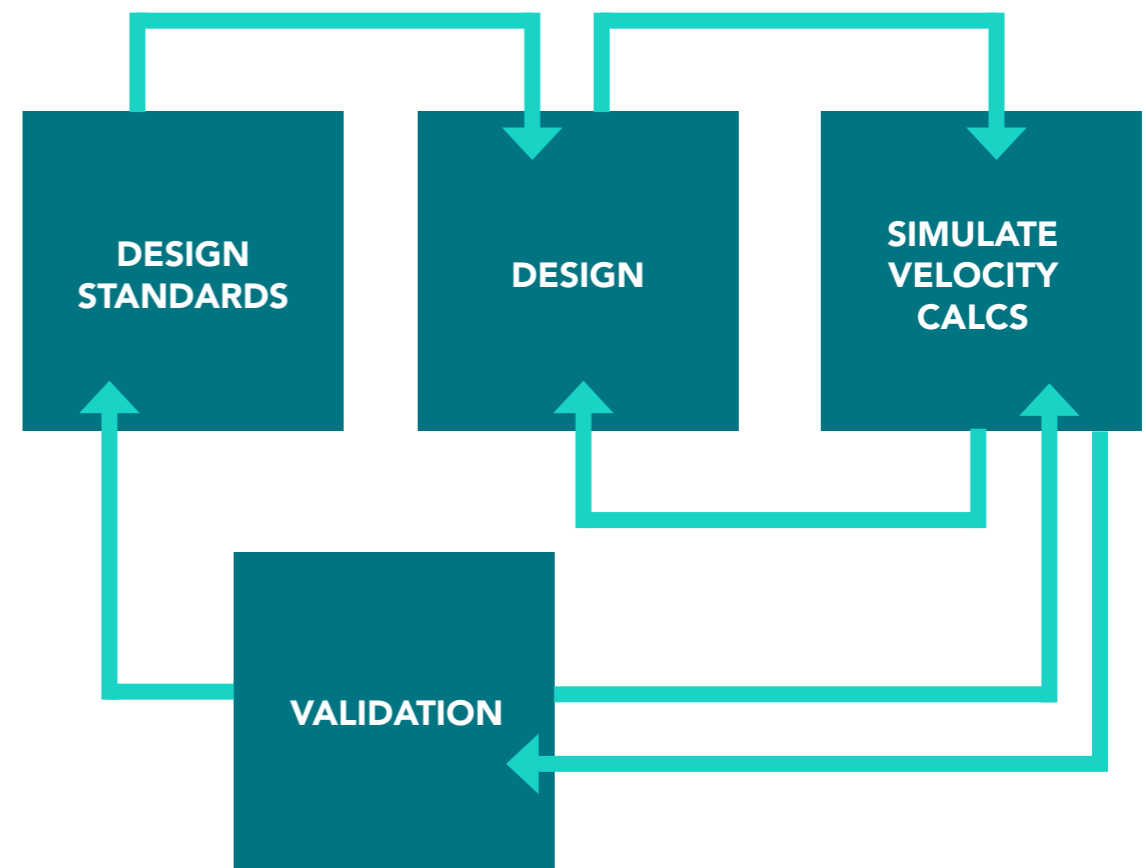 DESIGN
STANDARDS
DESIGN
SIMULATE
VELOCITY
CALCS
VALIDATION